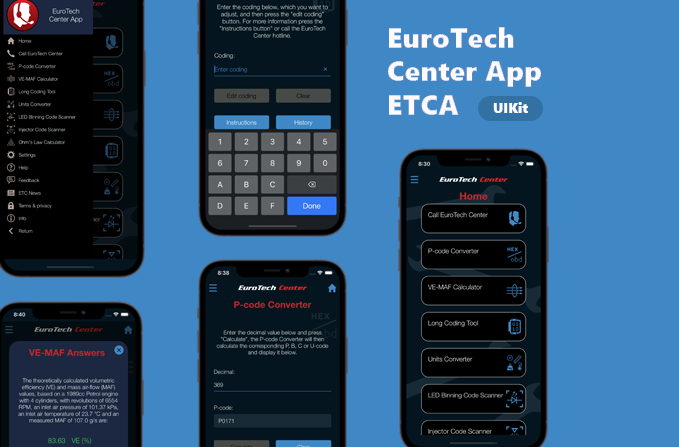 EuroTech
Center App
Home
Call EuroTech Center
P-code Converter
VE-MAF Calculator
Long Coding Tool
Units Converter
LED Binning Code Scanner
Injector Code Scanner
Ohm's Law Calculator
Settings
Help
Feedback
ETC News
Terms & privacy
Info
Return
HEX
obd
Enter the coding below, which you want to
adjust, and then press the "edit coding"
button. For more information press the
"Instructions button" or call the EuroTech
Center hotline.
Coding:
Enter coding
×
Edit coding
Clear
Instructions
History
1 2 3 4 5
6 7 8 9 0
A B C
D E F Done
EuroTech
Center App
ETCA UIKit
8:30
EuroTech Center
Home
Call EuroTech Center
P-code Converter
HEX
obd
VE-MAF Calculator
Long Coding Tool
Units Converter
LED Binning Code Scanner
Injector Code Scanner
8:40
EuroTech Center
VE-MAF Answers
The theoretically calculated volumetric
efficiency (VE) and mass air-flow (MAF)
values, based on a 1989cc Petrol engine
with 4 cylinders, with revolutions of 6554
RPM, an inlet air pressure of 101.37 kPa,
an inlet air temperature of 23.7 °C and an
measured MAF of 107.0 g/s are:
83.63 VE (%)
8:38
EuroTech Center
P-code Converter
HEX
Enter the decimal value below and press
"Calculate", the P-code Converter will then
calculate the corresponding P, B, C or U-code
and display it below.
Decimal:
369
P-code:
P0171